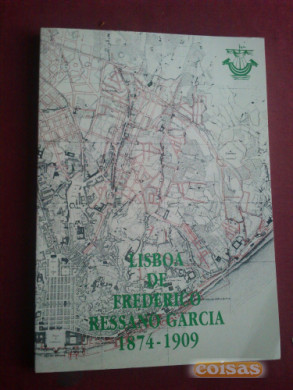 LISBOA
DE
FREDERICO
RESSANO GARCIA
1874-1909
coisas